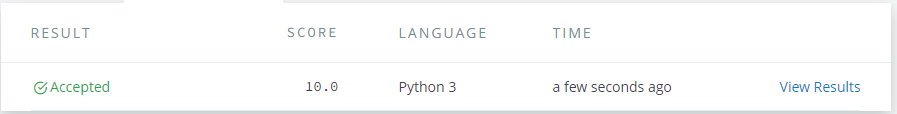 RESULT SCORE LANGUAGE TIME
Accepted 10.0 Python 3 a few seconds ago View Results